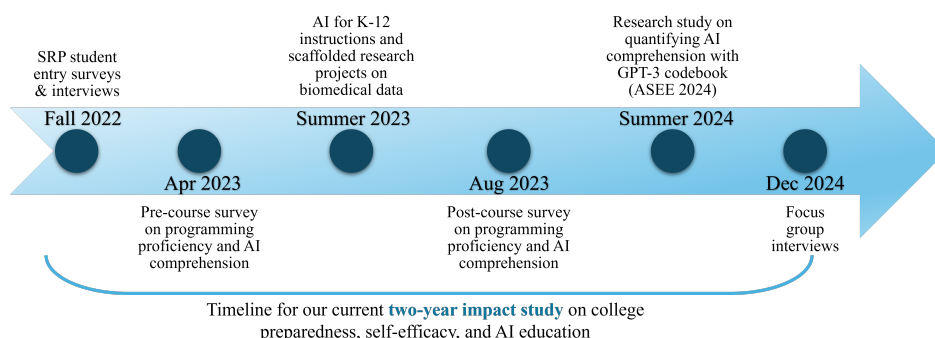 SRP student
entry surveys
& interviews
Fall 2022
Apr 2023
Pre-course survey
on programming
proficiency and AI
comprehension
AI for K-12
instructions and
scaffolded research
projects on
biomedical data
Summer 2023
Aug 2023
Post-course survey
on programming
proficiency and AI
comprehension
Research study on
quantifying AI
comprehension with
GPT-3 codebook
(ASEE 2024)
Summer 2024
Dec 2024
Focus
group
interviews
Timeline for our current two-year impact study on college
preparedness, self-efficacy, and AI education